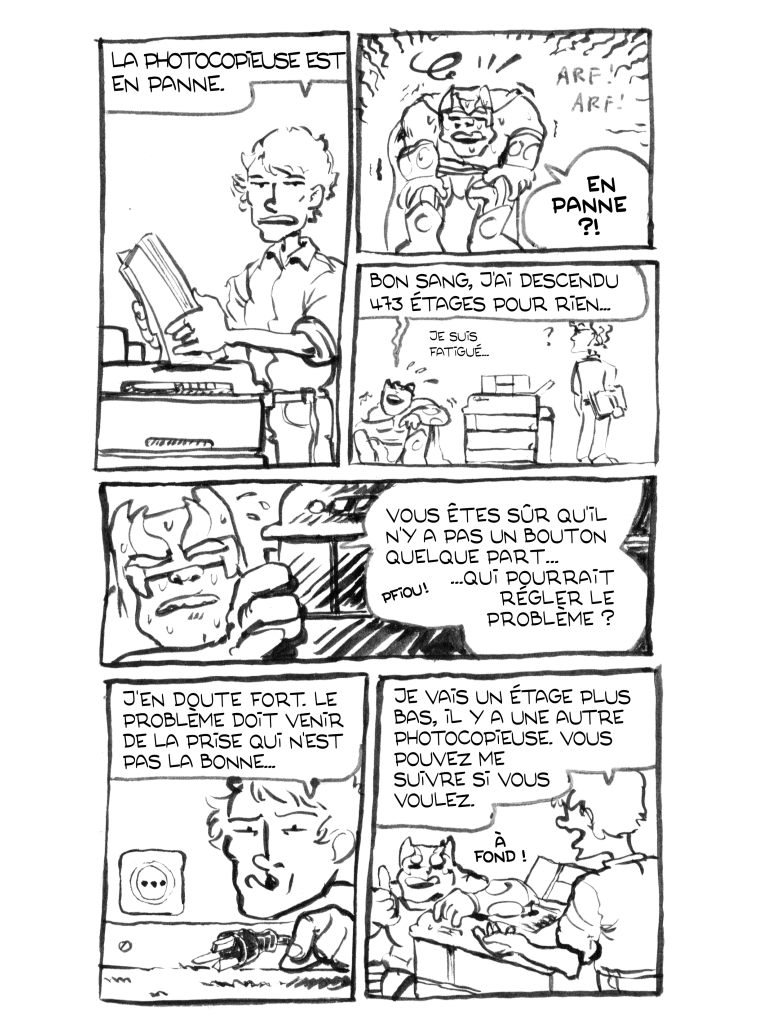 LA PHOTOCOPIEUSE EST
EN PANNE.
ARF!
ARF!
EN
PANNE
?!
BON SANG, J'AI DESCENDU
473 ÉTAGES POUR RIEN...
JE SUIS
FATIGUÉ...
?
VOUS ÊTES SÛR QU'IL
N'Y A PAS UN BOUTON
QUELQUE PART...
...QUI POURRAIT
RÉGLER LE
PROBLÈME ?
PFIOU!
J'EN DOUTE FORT. LE
PROBLÈME DOIT VENIR
DE LA PRISE QUI N'EST
PAS LA BONNE...
JE VAIS UN ÉTAGE PLUS
BAS, IL Y A UNE AUTRE
PHOTOCOPIEUSE. VOUS
POUVEZ ME
SUIVRE SI VOUS
VOULEZ.
À
FOND !